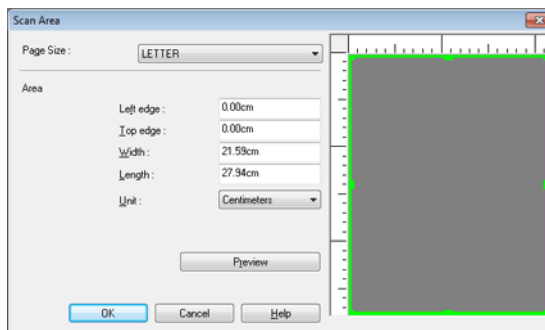 Scan Area
Page Size :
LETTER
Area
Left edge :
0.00cm
Top edge :
0.00cm
Width :
21.59cm
Length :
27.94cm
Unit :
Centimeters
Preview
OK
Cancel
Help